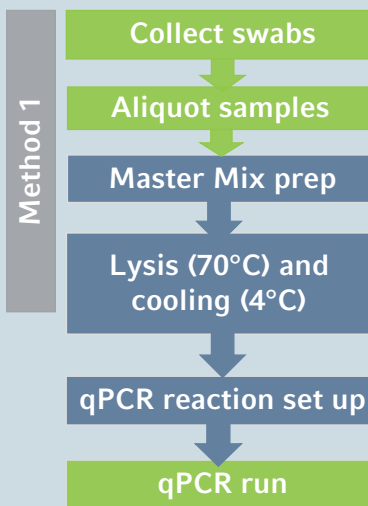 Method 1
Collect swabs
Aliquot samples
Master Mix prep
Lysis (70°C) and
cooling (4°C)
qPCR reaction set up
qPCR run